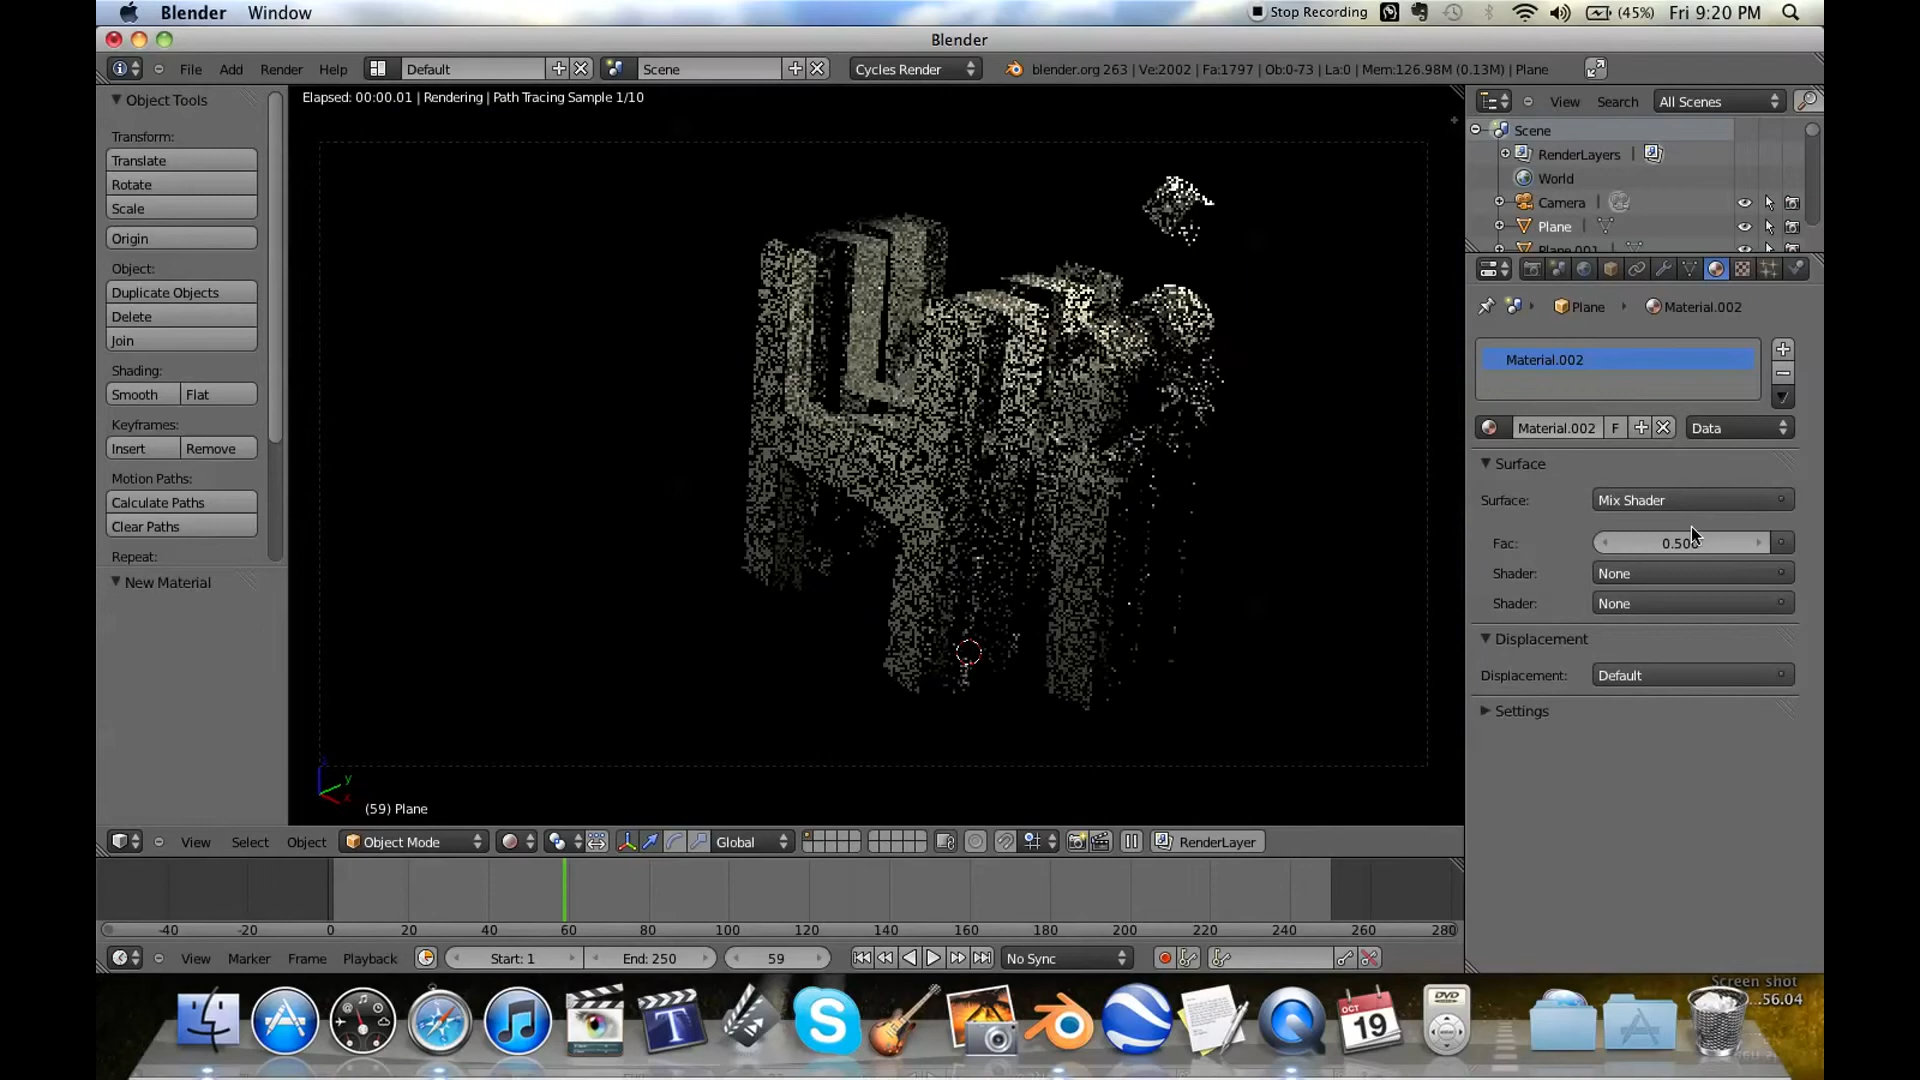 Blender Window Stop Recording (45%) Fri 9:20 PM
Blender
File Add Render Help Default Scene Cycles Render blender.org 263 | Ve:2002 | Fa:1797 | Ob:0-73 | La:0 | Mem:126.98M (0.13M) | Plane
Object Tools
Transform:
Translate
Rotate
Scale
Origin
Object:
Duplicate Objects
Delete
Join
Shading:
Smooth Flat
Keyframes:
Insert Remove
Motion Paths:
Calculate Paths
Clear Paths
Repeat:
New Material
Elapsed: 00:00.01 | Rendering | Path Tracing Sample 1/10
y
x
(59) Plane
View Search All Scenes
Scene
RenderLayers
World
Camera
Plane
Plane.001
Plane Material.002
Material.002
Material.002 F Data
Surface
Surface: Mix Shader
Fac: 0.500
Shader: None
Shader: None
Displacement
Displacement: Default
Settings
View Select Object Object Mode Global RenderLayer
-40 -20 0 20 40 60 80 100 120 140 160 180 200 220 240 260 280
View Marker Frame Playback Start: 1 End: 250 59 No Sync
Screen shot
...56.04
OCT
19
DVD